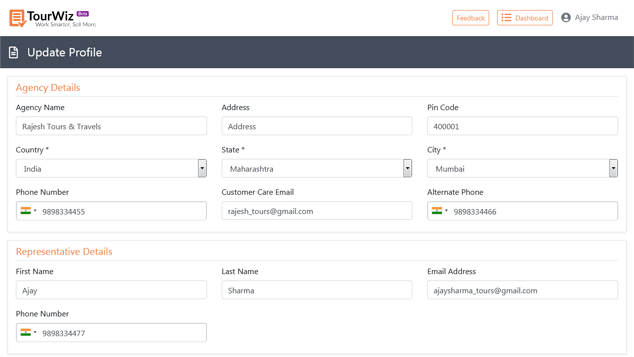 TourWiz Beta
Work Smarter, Sell More
Feedback
Dashboard
Ajay Sharma
Update Profile
Agency Details
Agency Name Address Pin Code
Rajesh Tours & Travels Address 400001
Country * State * City *
India Maharashtra Mumbai
Phone Number Customer Care Email Alternate Phone
9898334455 rajesh_tours@gmail.com 9898334466
Representative Details
First Name Last Name Email Address
Ajay Sharma ajaysharma_tours@gmail.com
Phone Number
9898334477